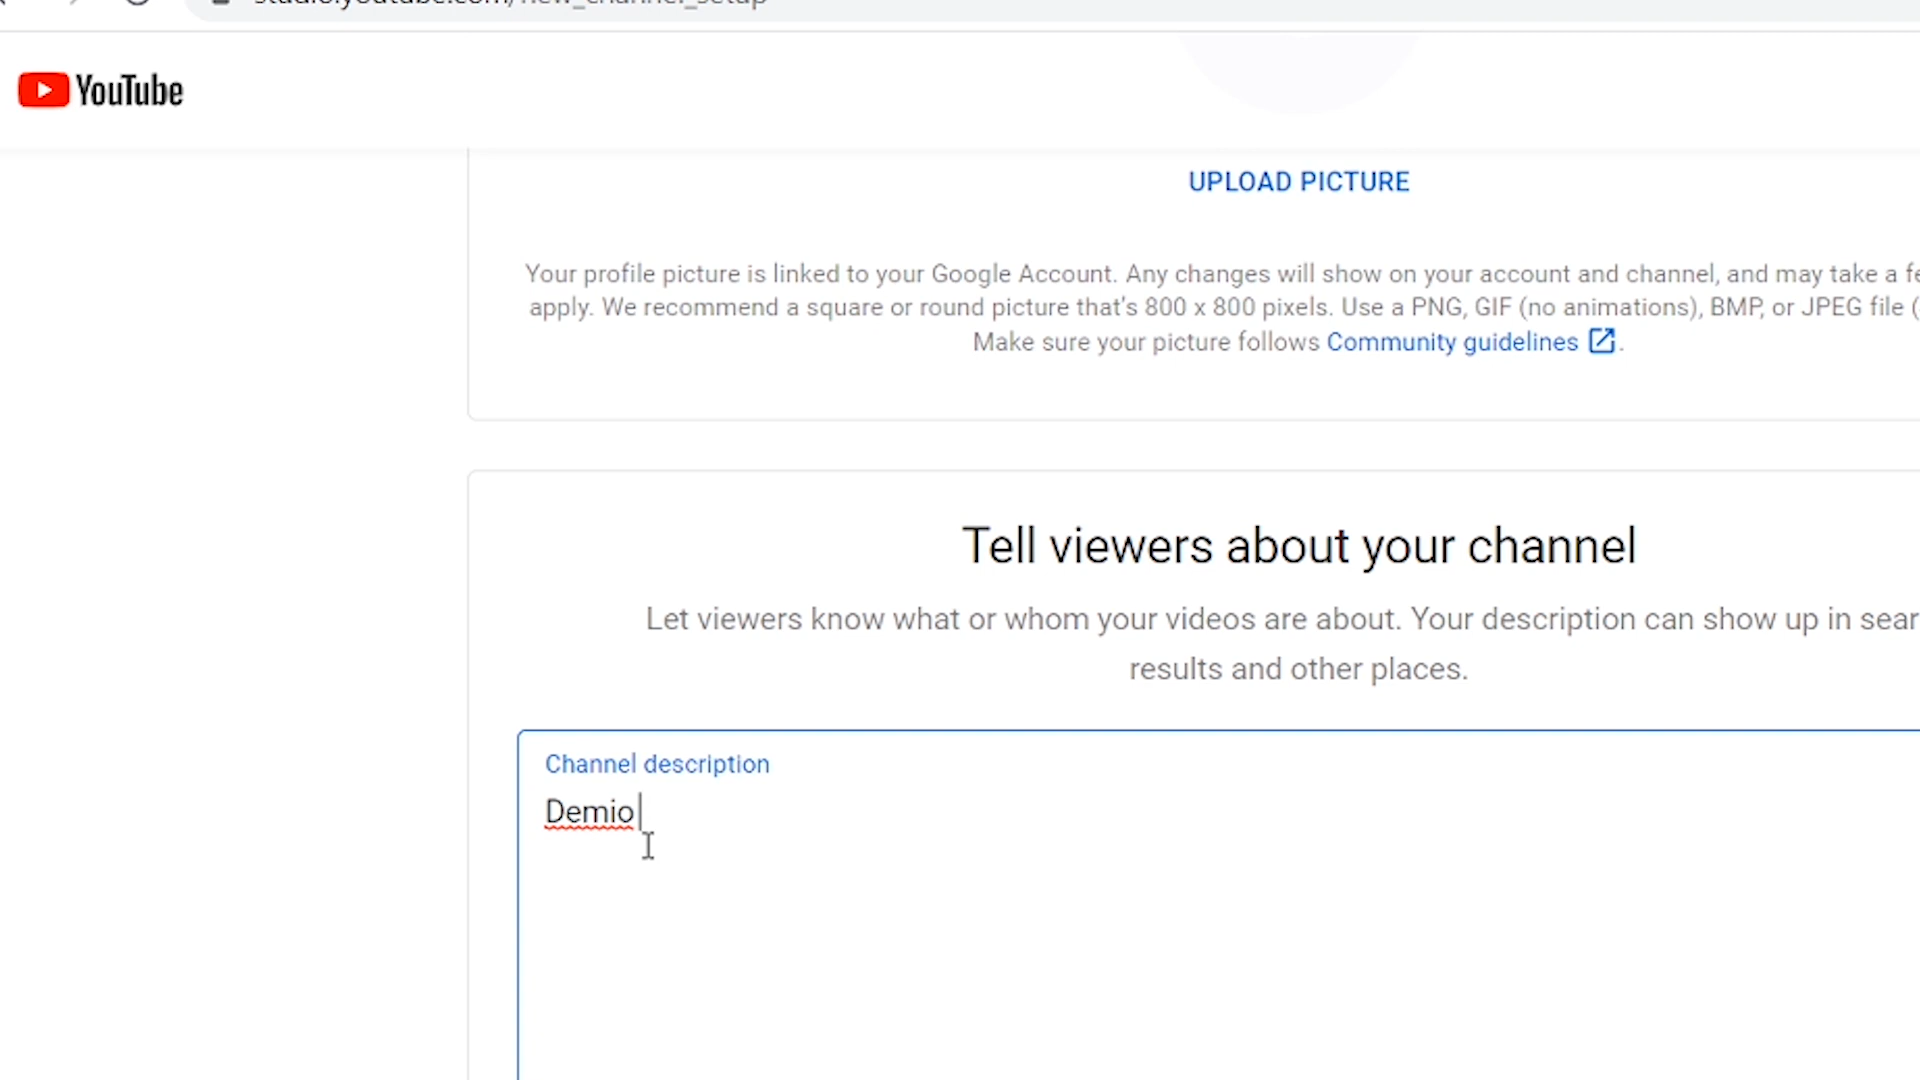 studio.youtube.com/new_channel_setup
YouTube
UPLOAD PICTURE
Your profile picture is linked to your Google Account. Any changes will show on your account and channel, and may take a
apply. We recommend a square or round picture that's 800 x 800 pixels. Use a PNG, GIF (no animations), BMP, or JPEG file (
Make sure your picture follows Community guidelines.
Tell viewers about your channel
Let viewers know what or whom your videos are about. Your description can show up in
results and other places.
Channel description
Demio